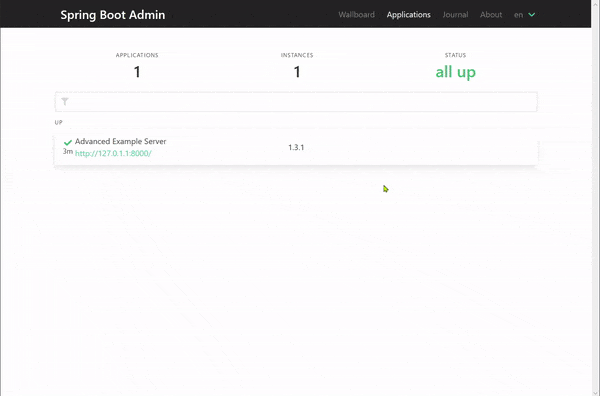 Spring Boot Admin Wallboard Applications Journal About en
APPLICATIONS INSTANCES STATUS
1 1 all up
UP
Advanced Example Server
3m http://127.0.1.1:8000/ 1.3.1